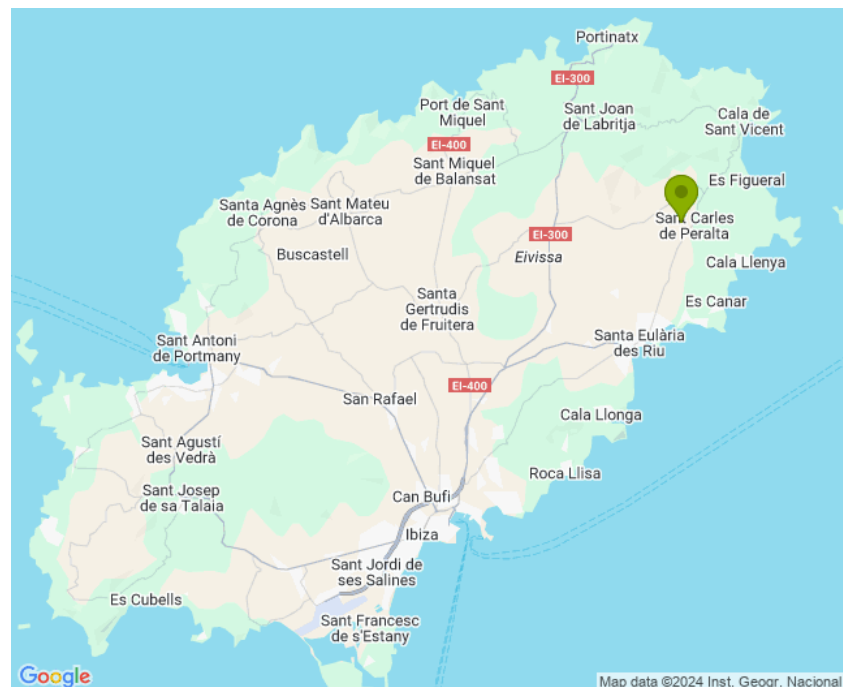 Portinatx
EI-300
Port de Sant
Miquel
Sant Joan
de Labritja
Cala de
Sant Vicent
EI-400
Sant Miquel
de Balansat
Es Figueral
Santa Agnès
de Corona
Sant Mateu
d'Albarca
Sant Carles
de Peralta
EI-300
Buscastell
Eivissa
Cala Llenya
Santa
Gertrudis
de Fruitera
Es Canar
Sant Antoni
de Portmany
Santa Eulària
des Riu
EI-400
San Rafael
Cala Llonga
Sant Agustí
des Vedrà
Roca Llisa
Sant Josep
de sa Talaia
Can Bufi
Ibiza
Sant Jordi de
ses Salines
Es Cubells
Sant Francesc
de s'Estany
Google
Map data ©2024 Inst. Geogr. Nacional